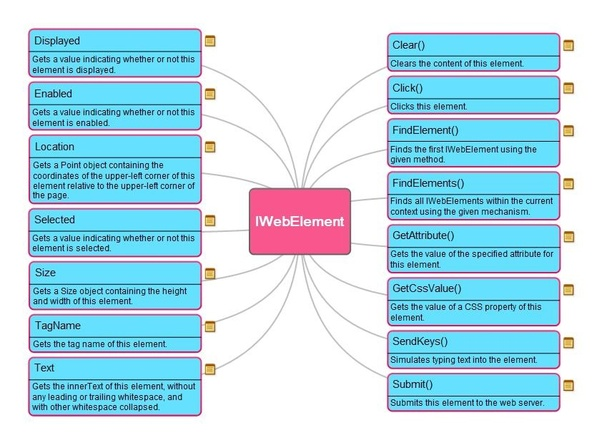 Displayed
Gets a value indicating whether or not this
element is displayed.
Enabled
Gets a value indicating whether or not this
element is enabled.
Location
Gets a Point object containing the
coordinates of the upper-left corner of this
element relative to the upper-left corner of
the page.
Selected
Gets a value indicating whether or not this
element is selected.
Size
Gets a Size object containing the height
and width of this element.
TagName
Gets the tag name of this element.
Text
Gets the innerText of this element, without
any leading or trailing whitespace, and
with other whitespace collapsed.
IWebElement
Clear()
Clears the content of this element.
Click()
Clicks this element.
FindElement()
Finds the first IWebElement using the
given method.
FindElements()
Finds all IWebElements within the current
context using the given mechanism.
GetAttribute()
Gets the value of the specified attribute for
this element.
GetCssValue()
Gets the value of a CSS property of this
element.
SendKeys()
Simulates typing text into the element.
Submit()
Submits this element to the web server.